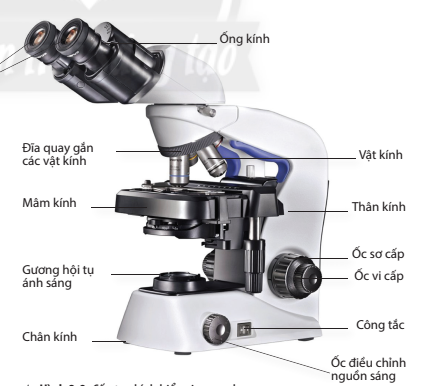 Ống kính
Đĩa quay gắn
các vật kính
Vật kính
Mâm kính
Thân kính
Ốc sơ cấp
Ốc vi cấp
Gương hội tụ
ánh sáng
Công tắc
Chân kính
Ốc điều chỉnh
nguồn sáng